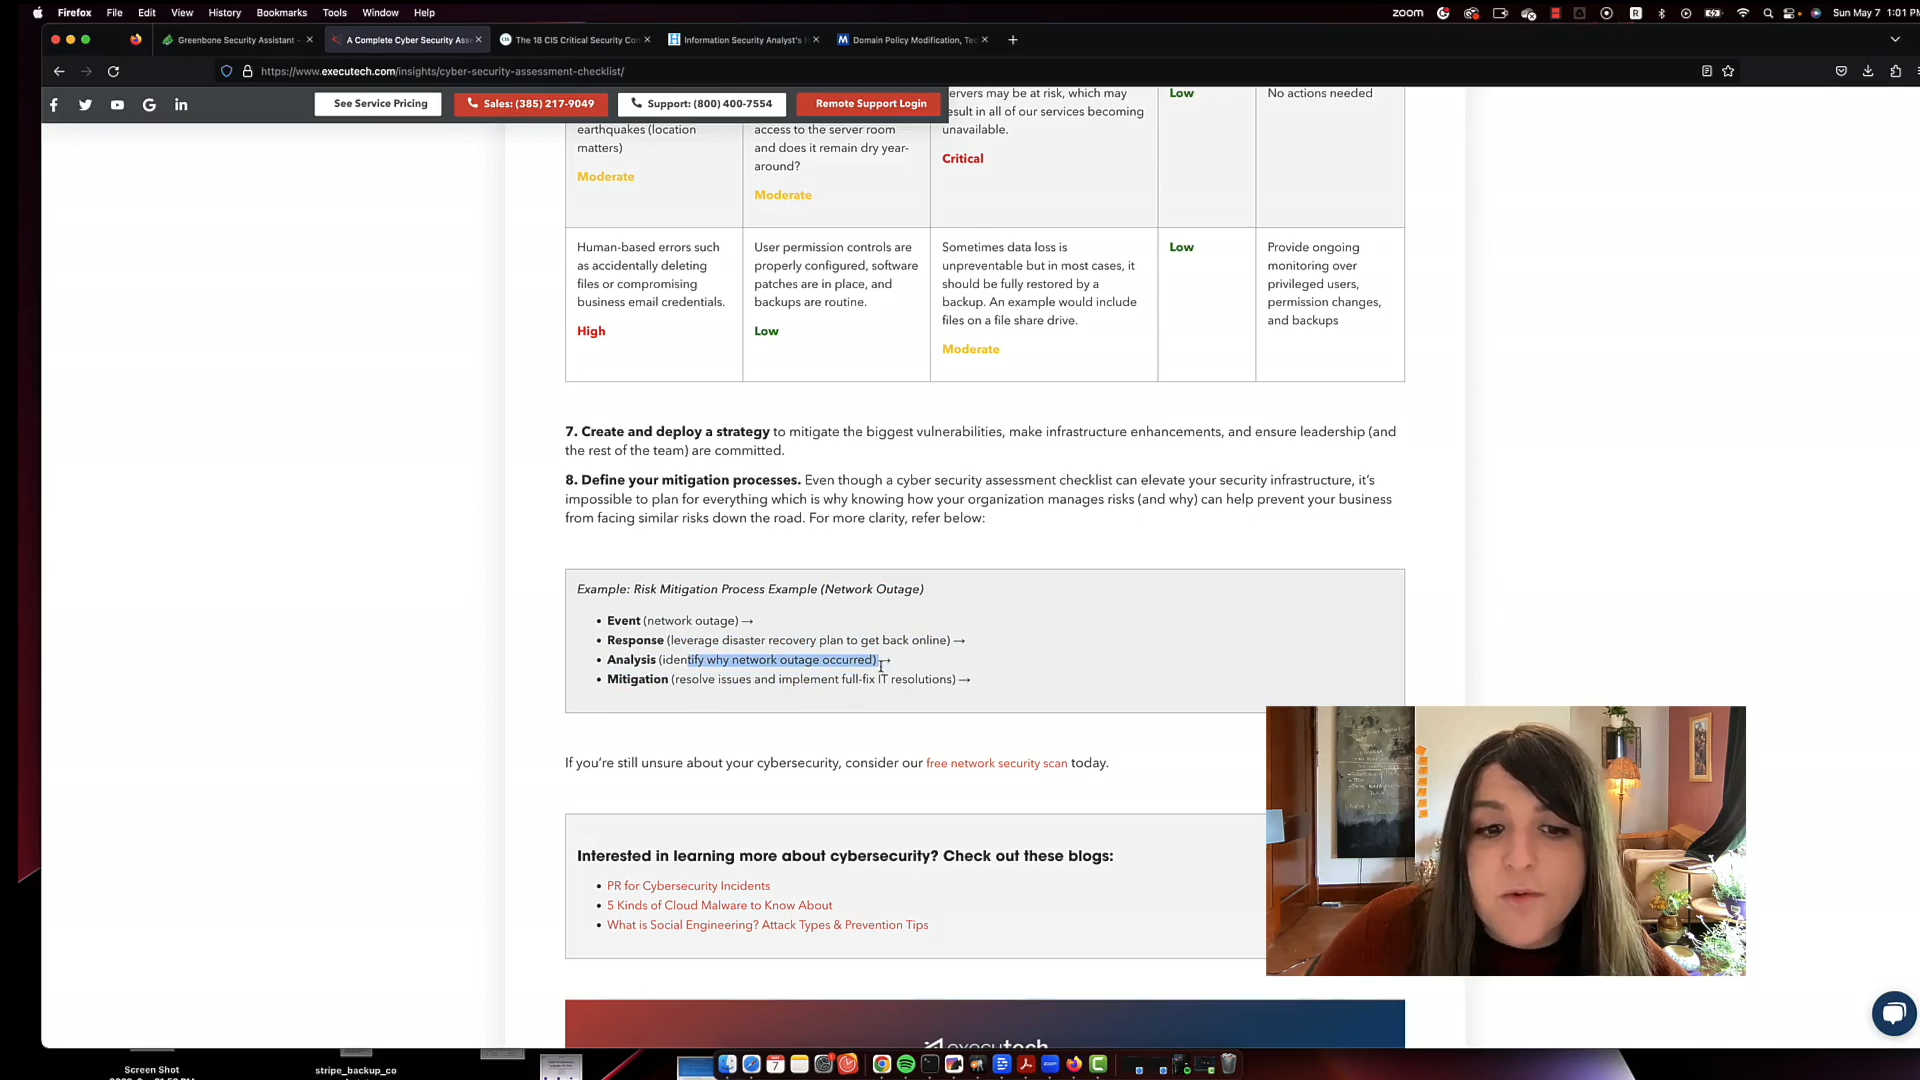 Firefox File Edit View History Bookmarks Tools Window Help zoom Sun May 7 1:01
Greenbone Security Assistant - A Complete Cyber Security Ass The 18 CIS Critical Security Con Information Security Analyst's Domain Policy Modification, Tec
https://www.executech.com/insights/cyber-security-assessment-checklist/
See Service Pricing Sales: (385) 217-9049 Support: (800) 400-7554 Remote Support Login
earthquakes (location
matters)
Moderate
access to the server room
and does it remain dry year-
around?
Moderate
servers may be at risk, which may
result in all of our services becoming
unavailable.
Critical
Low
No actions needed
Human-based errors such
as accidentally deleting
files or compromising
business email credentials.
High
User permission controls are
properly configured, software
patches are in place, and
backups are routine.
Low
Sometimes data loss is
unpreventable but in most cases, it
should be fully restored by a
backup. An example would include
files on a file share drive.
Moderate
Low
Provide ongoing
monitoring over
privileged users,
permission changes,
and backups
7. Create and deploy a strategy to mitigate the biggest vulnerabilities, make infrastructure enhancements, and ensure leadership (and
the rest of the team) are committed.
8. Define your mitigation processes. Even though a cyber security assessment checklist can elevate your security infrastructure, it's
impossible to plan for everything which is why knowing how your organization manages risks (and why) can help prevent your business
from facing similar risks down the road. For more clarity, refer below:
Example: Risk Mitigation Process Example (Network Outage)
• Event (network outage) →
• Response (leverage disaster recovery plan to get back online) →
• Analysis (identify why network outage occurred) →
• Mitigation (resolve issues and implement full-fix IT resolutions) →
If you're still unsure about your cybersecurity, consider our free network security scan today.
Interested in learning more about cybersecurity? Check out these blogs:
• PR for Cybersecurity Incidents
• 5 Kinds of Cloud Malware to Know About
• What is Social Engineering? Attack Types & Prevention Tips
executech
Screen Shot
stripe_backup_co